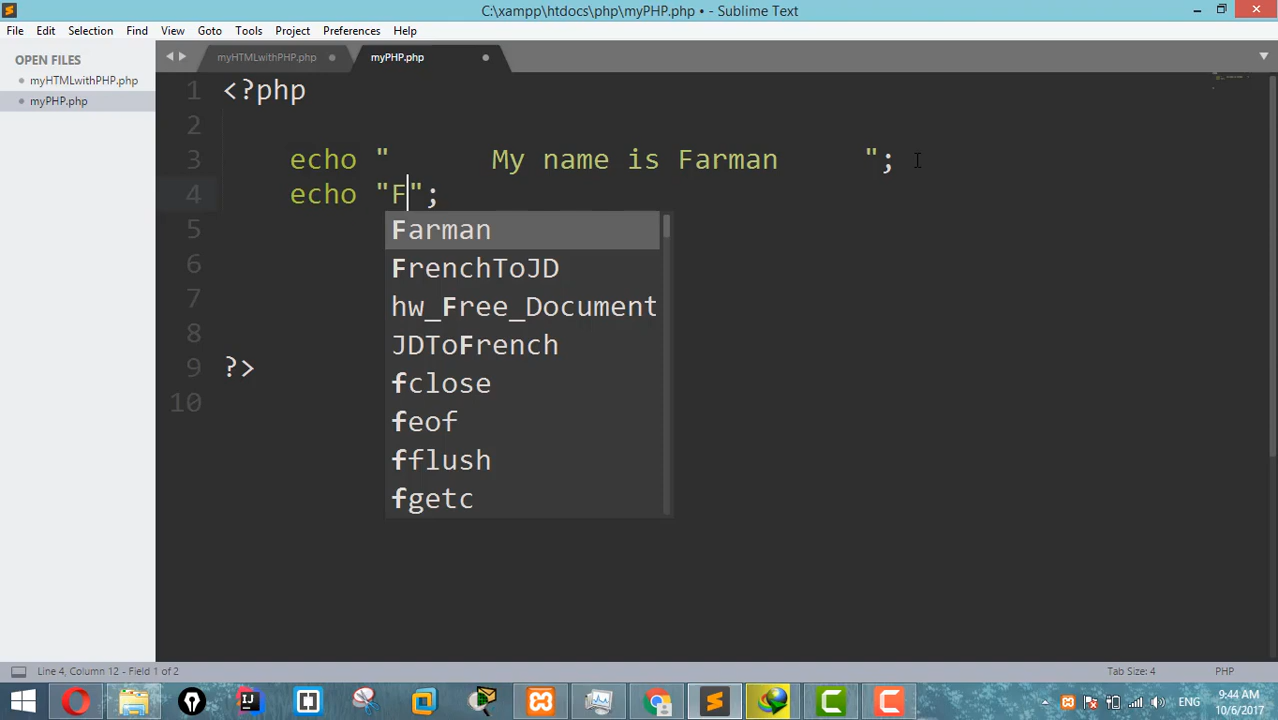 C:\xampp\htdocs\php\myPHP.php • - Sublime Text
File Edit Selection Find View Goto Tools Project Preferences Help
OPEN FILES
myHTMLwithPHP.php
myPHP.php
myHTMLwithPHP.php myPHP.php
1 <?php
2
3 echo "      My name is Farman     ";
4 echo "F";
5
6
7
8
9 ?>
10
Farman
FrenchToJD
hw_Free_Document
JDToFrench
fclose
feof
fflush
fgetc
Line 4, Column 12 - Field 1 of 2 Tab Size: 4 PHP
ENG
9:44 AM
10/6/2017